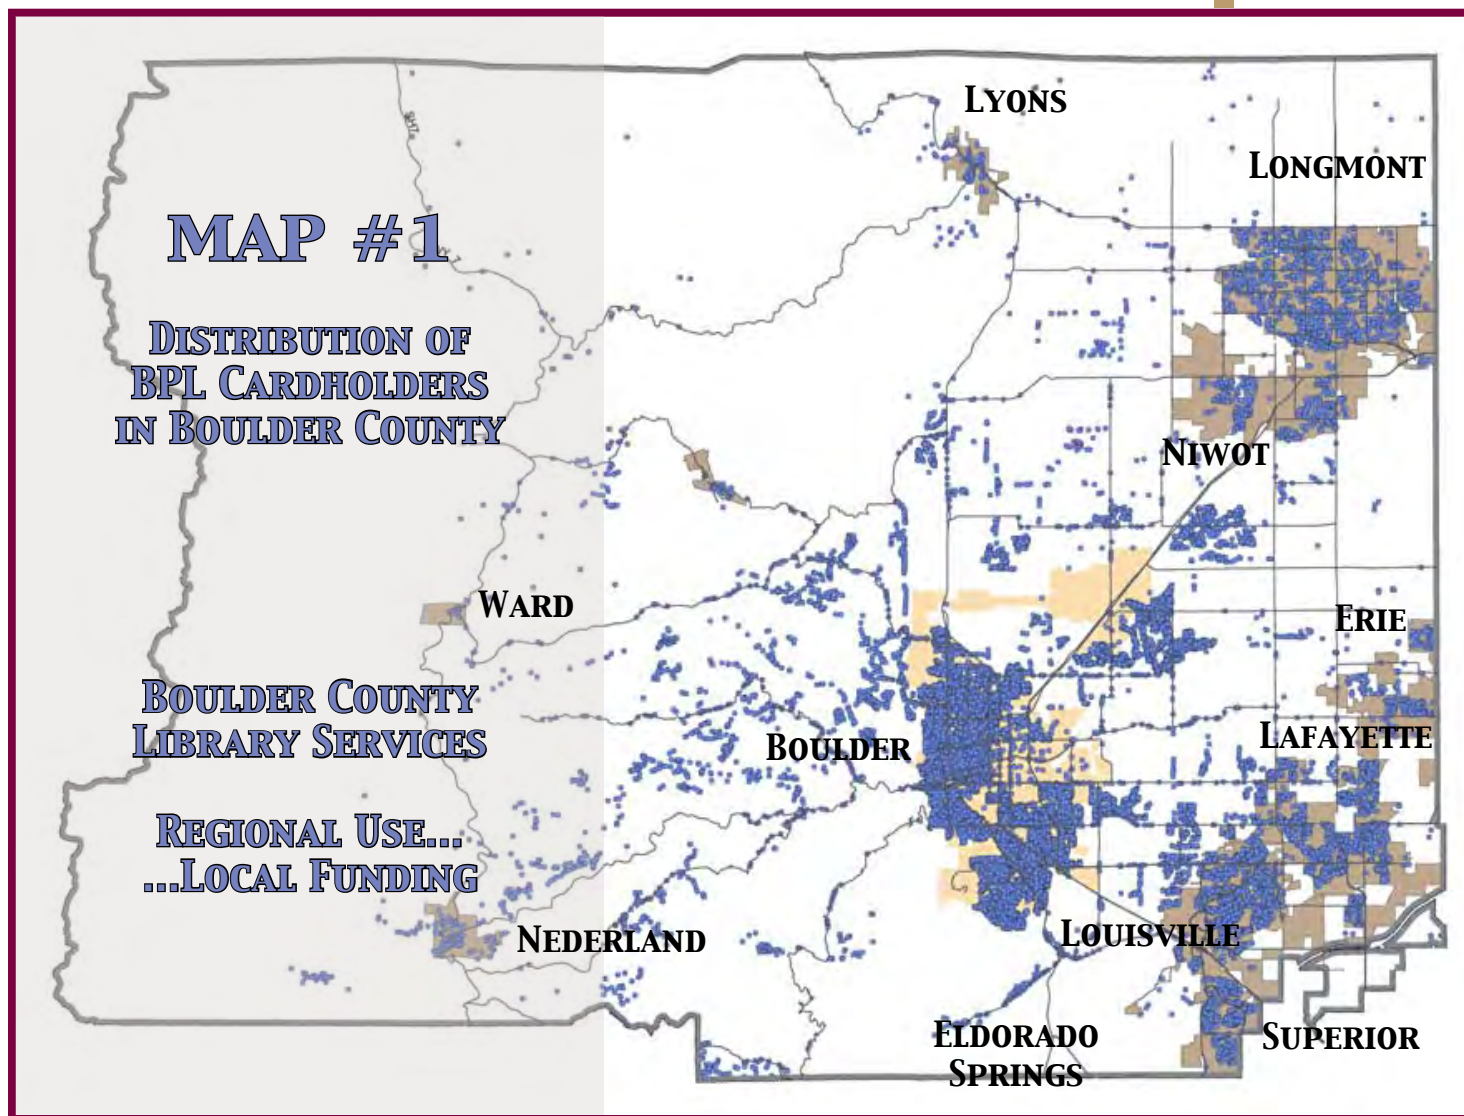 MAP #1
DISTRIBUTION OF
BPL CARDHOLDERS
IN BOULDER COUNTY
BOULDER COUNTY
LIBRARY SERVICES
REGIONAL USE...
...LOCAL FUNDING
LYONS
LONGMONT
NIWOT
WARD
ERIE
BOULDER
LAFAYETTE
NEDERLAND
LOUISVILLE
ELDORADO
SPRINGS
SUPERIOR